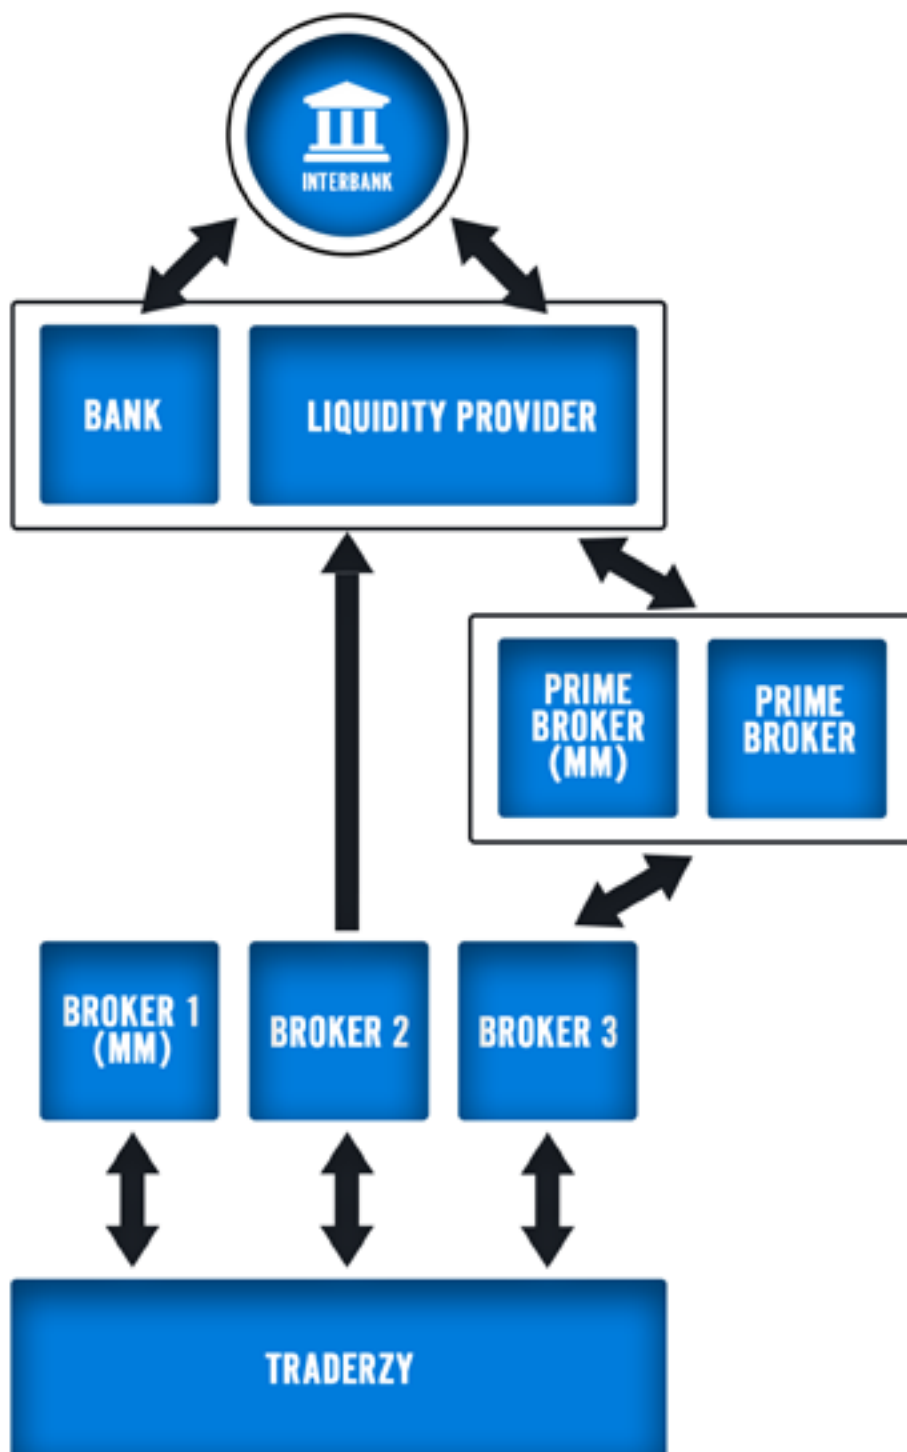 INTERBANK
BANK
LIQUIDITY PROVIDER
PRIME
BROKER
(MM)
PRIME
BROKER
BROKER 1
(MM)
BROKER 2
BROKER 3
TRADERZY